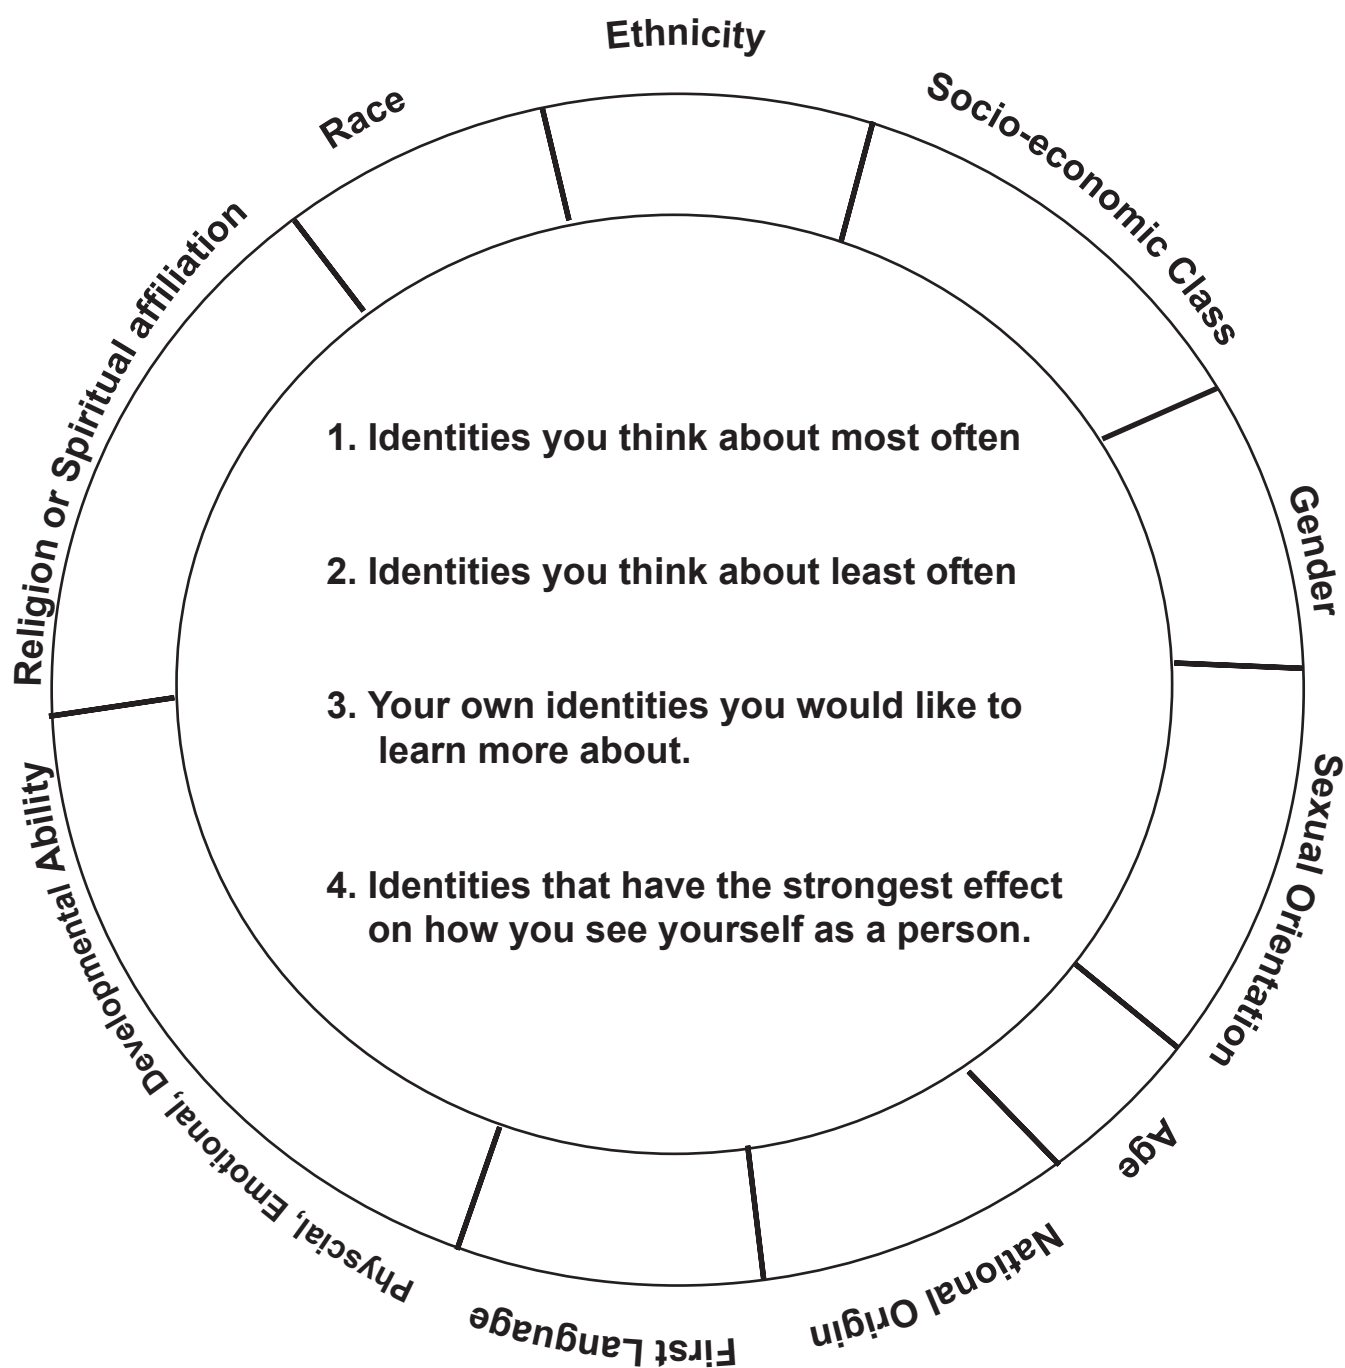 Ethnicity
Socio-economic Class
Gender
Sexual Orientation
Age
National Origin
First Language
Physcial, Emotional, Developmental Ability
Religion or Spiritual affiliation
Race
1. Identities you think about most often
2. Identities you think about least often
3. Your own identities you would like to
learn more about.
4. Identities that have the strongest effect
on how you see yourself as a person.